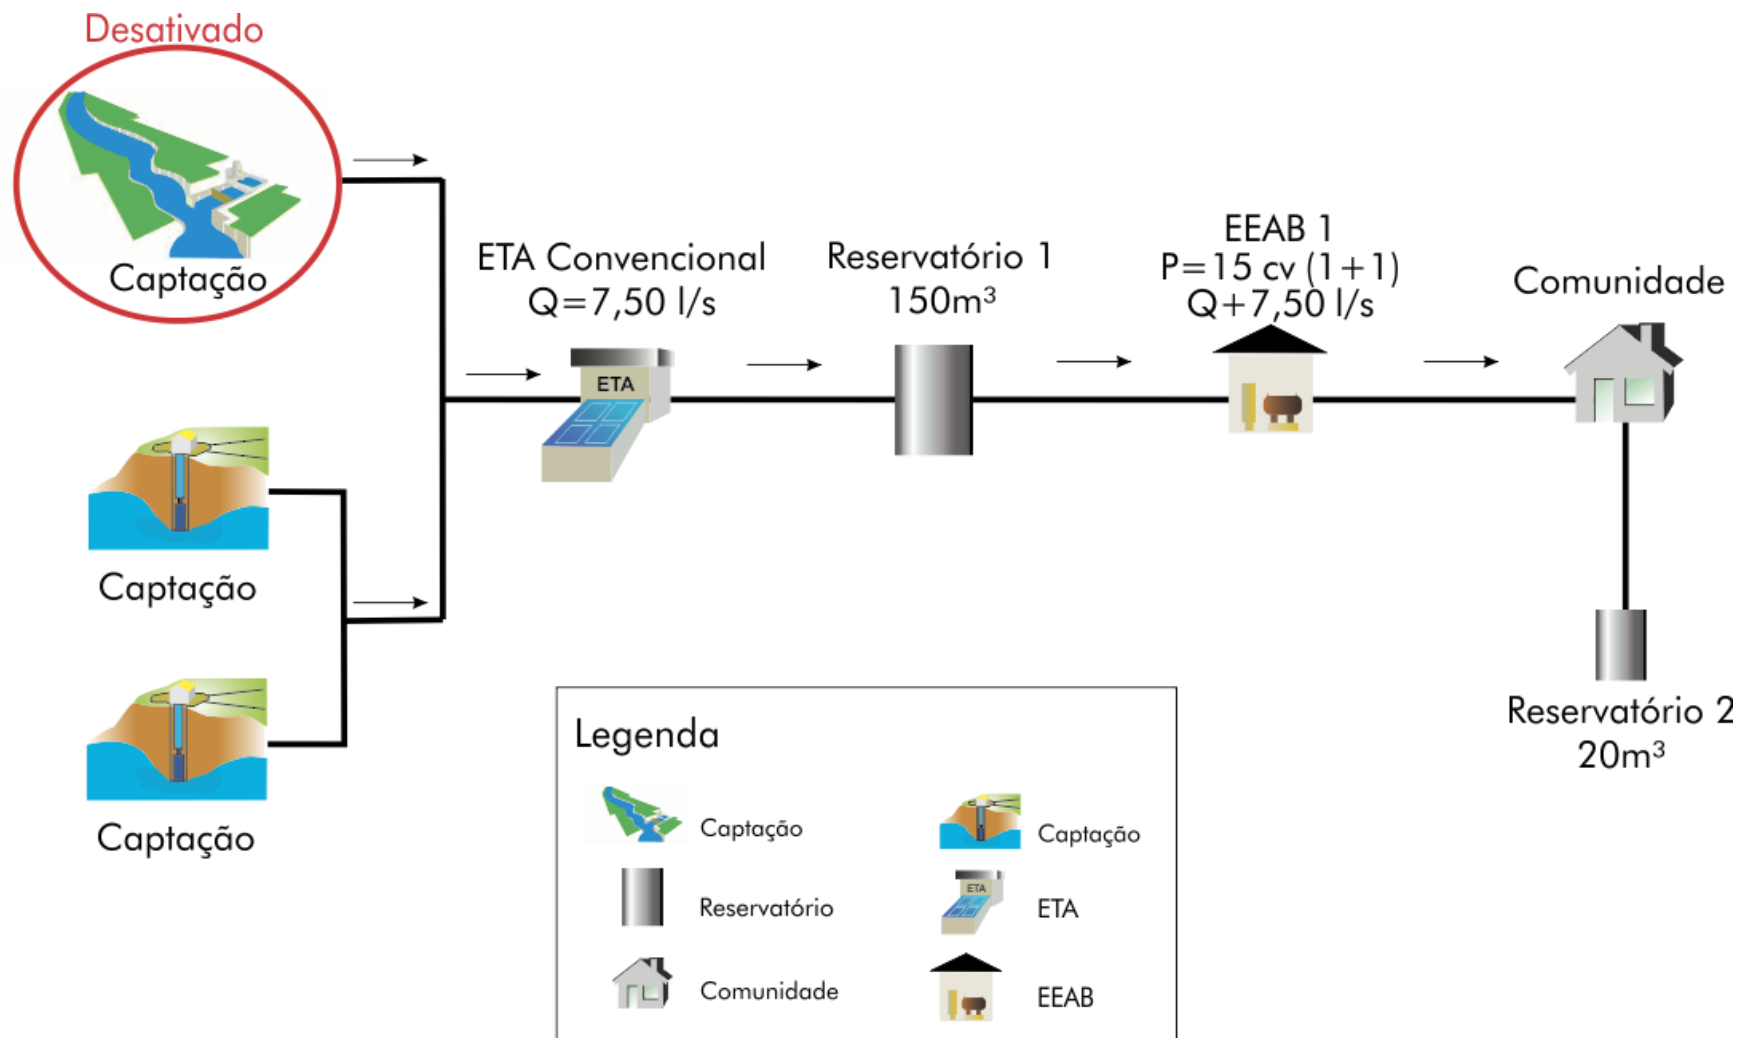 Desativado
Captação
ETA Convencional
Q=7,50 l/s
Reservatório 1
150m³
EEAB 1
P=15 cv (1+1)
Q+7,50 l/s
Comunidade
ETA
Captação
Captação
Reservatório 2
20m³
Legenda
Captação
Captação
Reservatório
ETA
ETA
Comunidade
EEAB